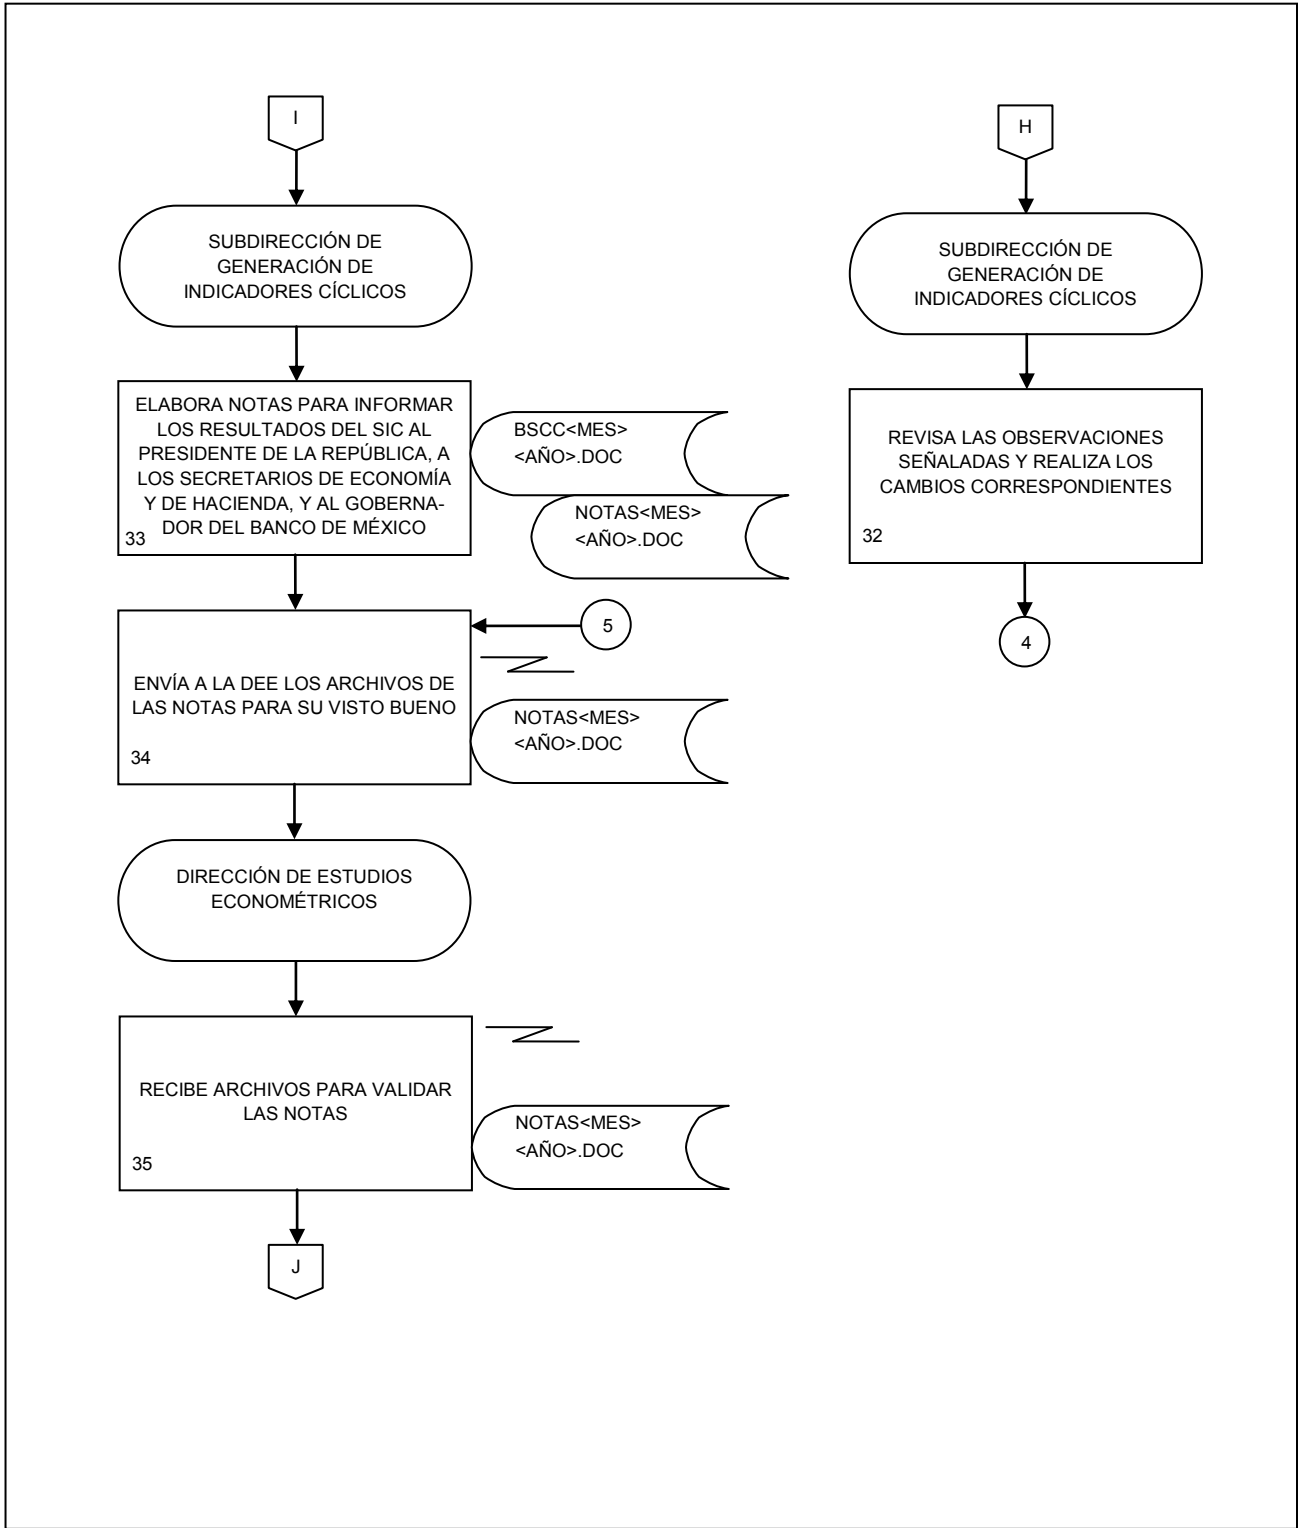 I
SUBDIRECCIÓN DE
GENERACIÓN DE
INDICADORES CÍCLICOS
ELABORA NOTAS PARA INFORMAR
LOS RESULTADOS DEL SIC AL
PRESIDENTE DE LA REPÚBLICA, A
LOS SECRETARIOS DE ECONOMÍA
Y DE HACIENDA, Y AL GOBERNA-
DOR DEL BANCO DE MÉXICO
33
BSCC<MES>
<AÑO>.DOC
NOTAS<MES>
<AÑO>.DOC
5
ENVÍA A LA DEE LOS ARCHIVOS DE
LAS NOTAS PARA SU VISTO BUENO
34
NOTAS<MES>
<AÑO>.DOC
DIRECCIÓN DE ESTUDIOS
ECONOMÉTRICOS
RECIBE ARCHIVOS PARA VALIDAR
LAS NOTAS
35
NOTAS<MES>
<AÑO>.DOC
J
H
SUBDIRECCIÓN DE
GENERACIÓN DE
INDICADORES CÍCLICOS
REVISA LAS OBSERVACIONES
SEÑALADAS Y REALIZA LOS
CAMBIOS CORRESPONDIENTES
32
4